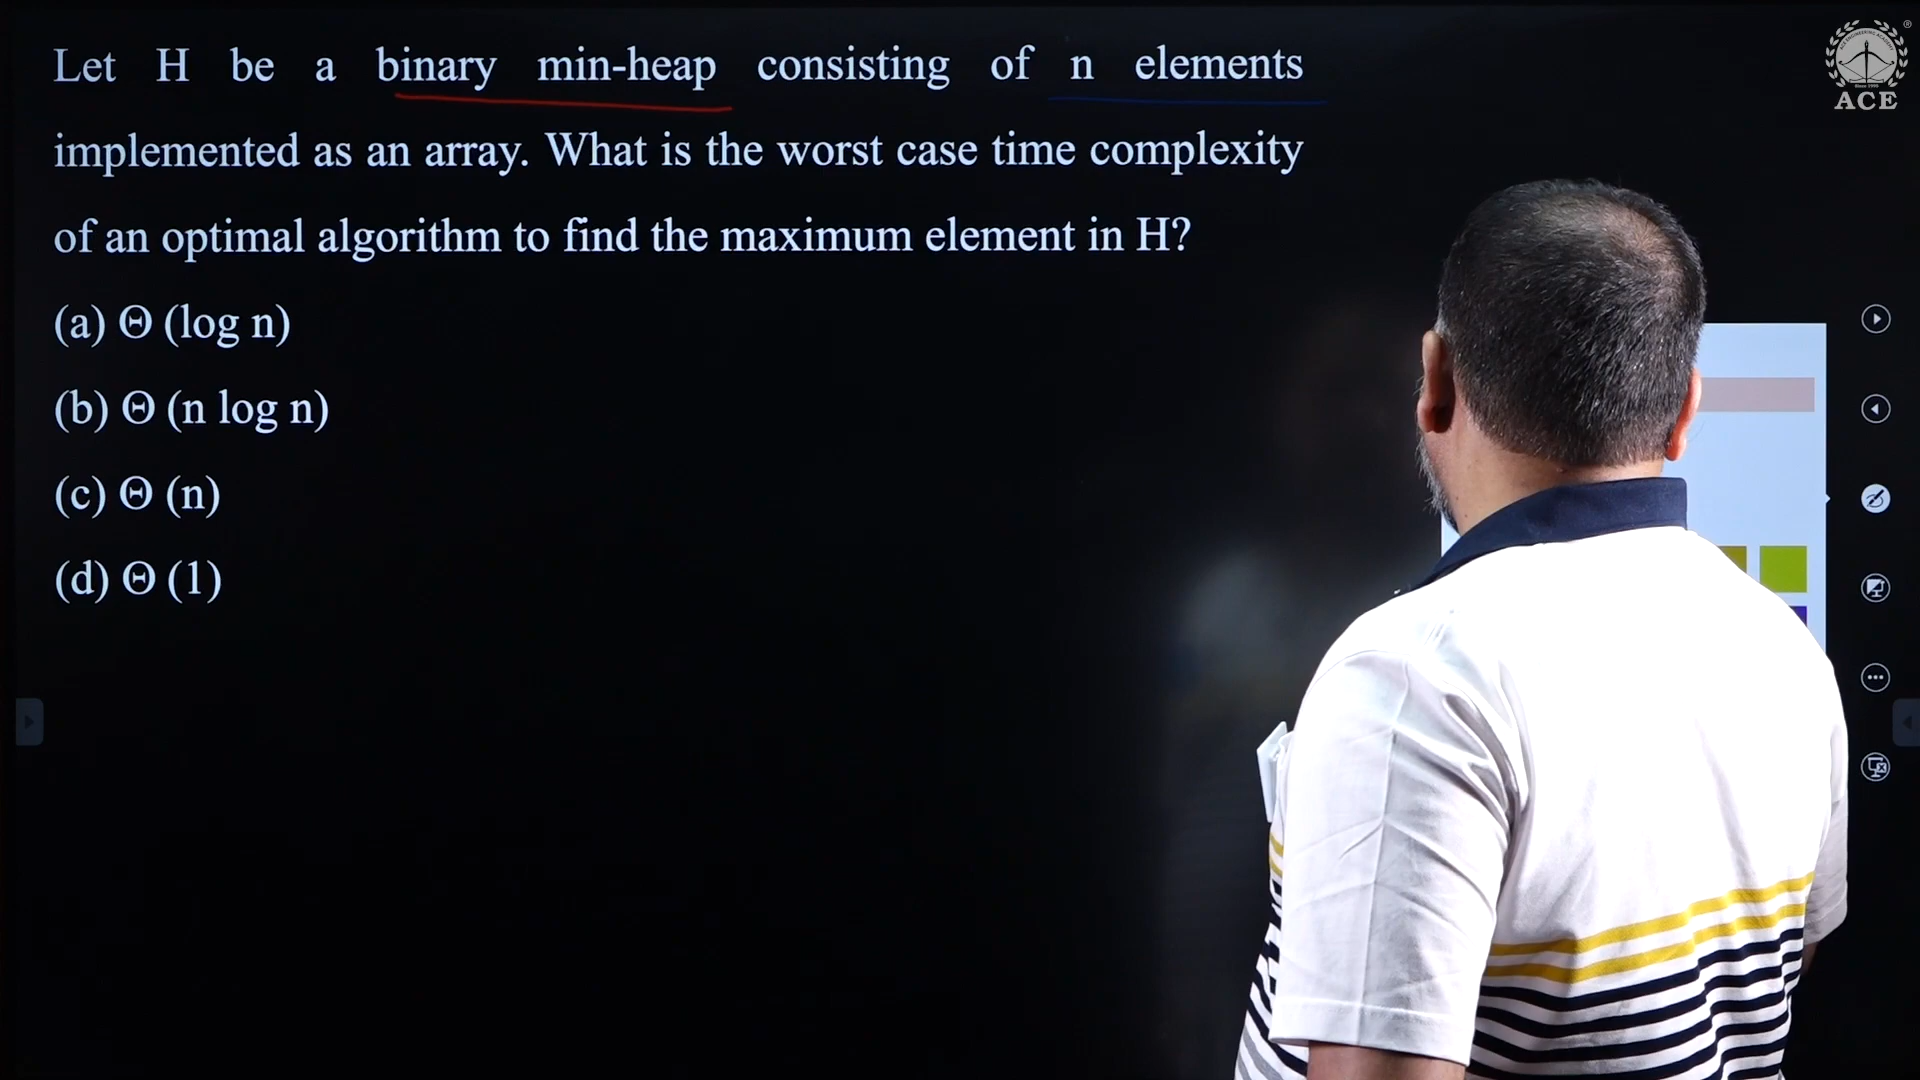 Let H be a binary min-heap consisting of n elements
implemented as an array. What is the worst case time complexity
of an optimal algorithm to find the maximum element in H?
(a) Θ (log n)
(b) Θ (n log n)
(c) Θ (n)
(d) Θ (1)
ACE